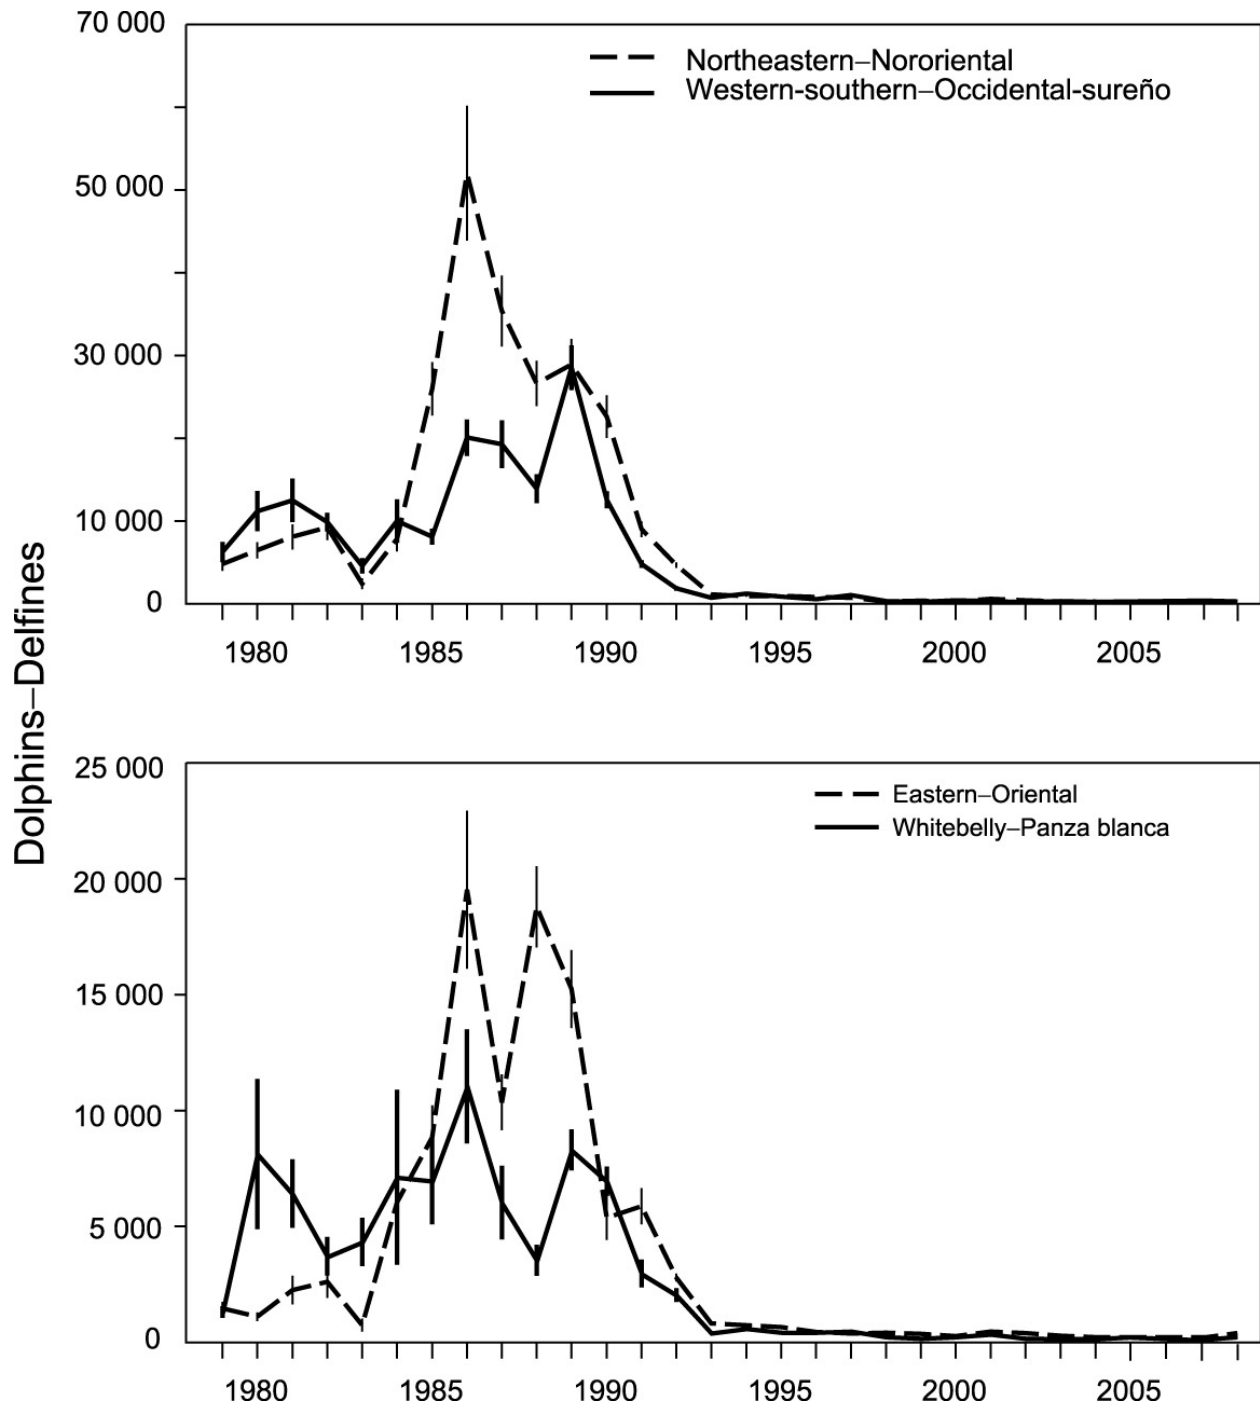 Dolphins–Delfines
70 000
50 000
30 000
10 000
0
Northeastern–Nororiental
Western-southern–Occidental-sureño
1980 1985 1990 1995 2000 2005
25 000
20 000
15 000
10 000
5 000
0
Eastern–Oriental
Whitebelly–Panza blanca
1980 1985 1990 1995 2000 2005